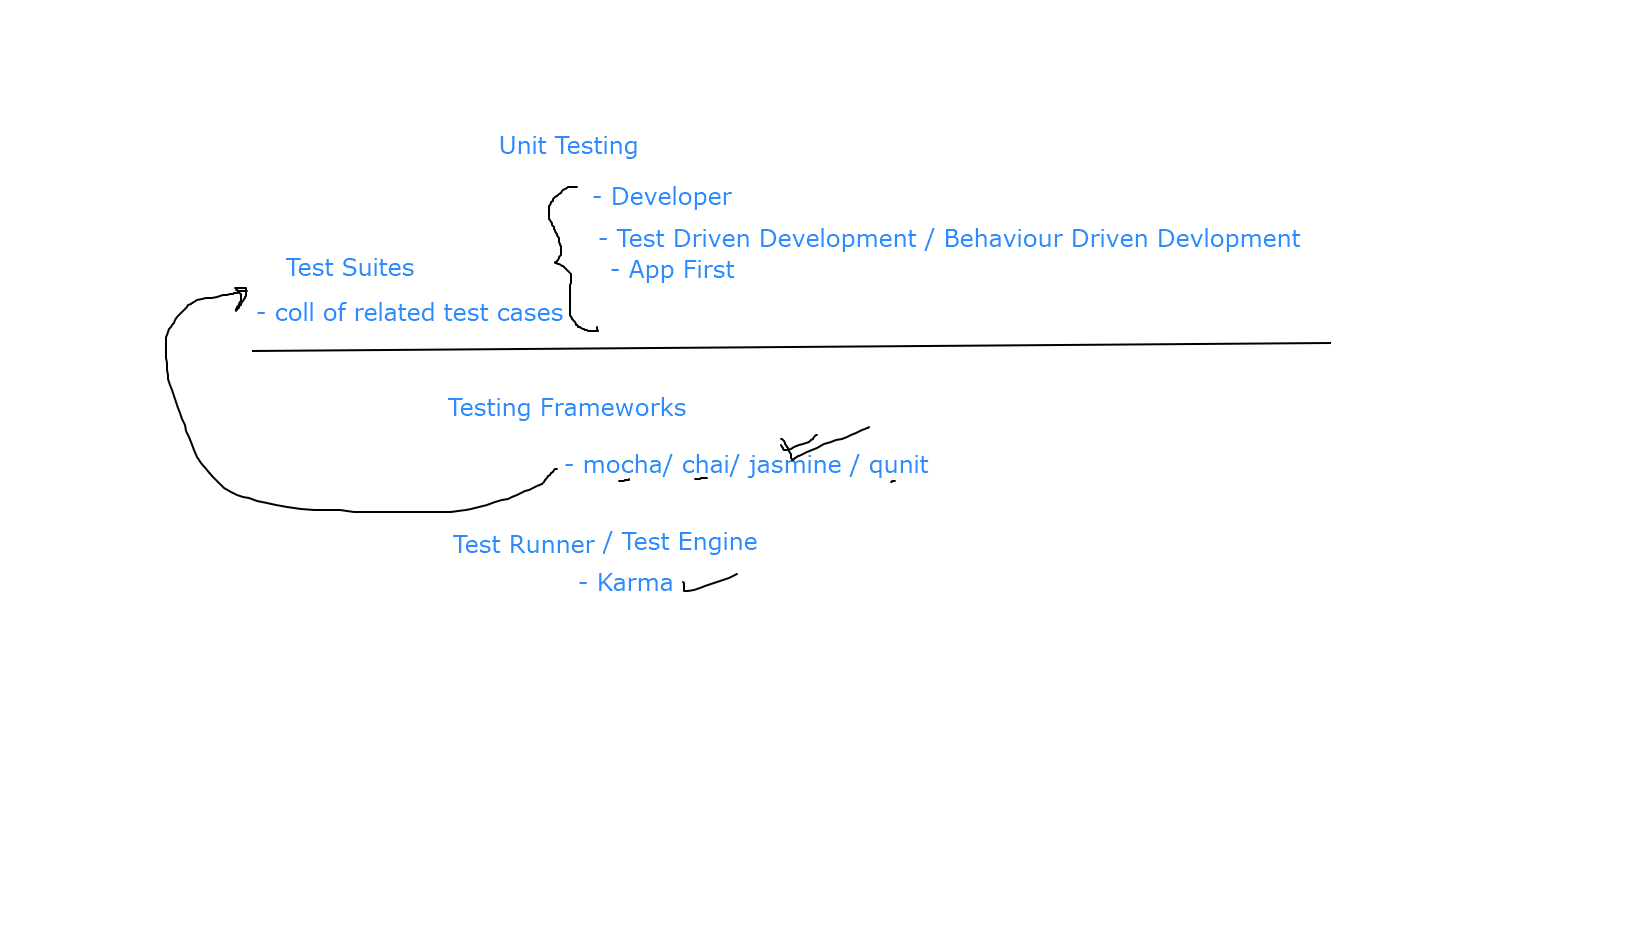 Unit Testing
- Developer
- Test Driven Development / Behaviour Driven Devlopment
- App First
Test Suites
- coll of related test cases
Testing Frameworks
- mocha/ chai/ jasmine / qunit
Test Runner / Test Engine
- Karma